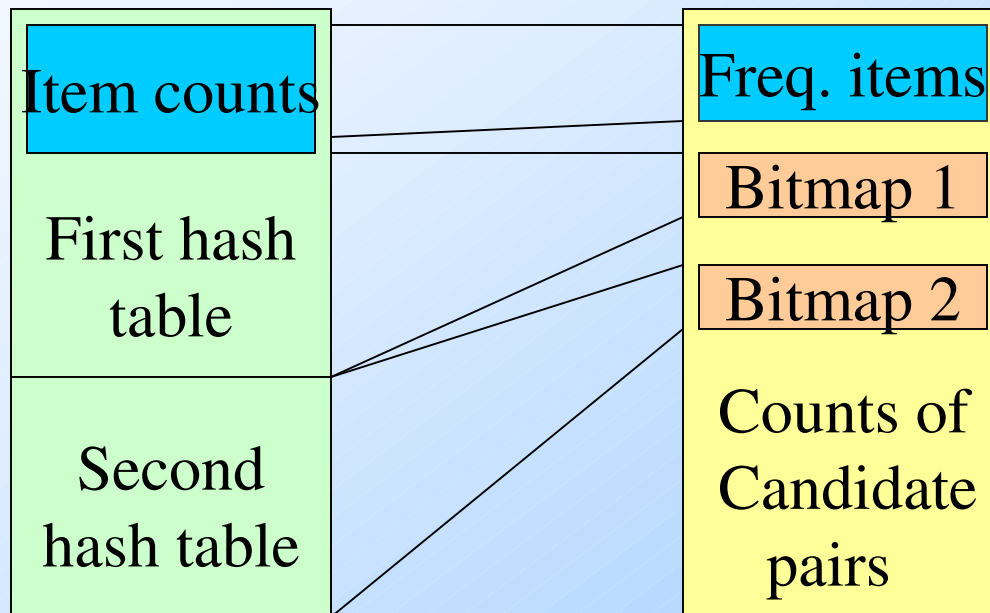 Item counts
First hash
table
Second
hash table
Freq. items
Bitmap 1
Bitmap 2
Counts of
Candidate
pairs